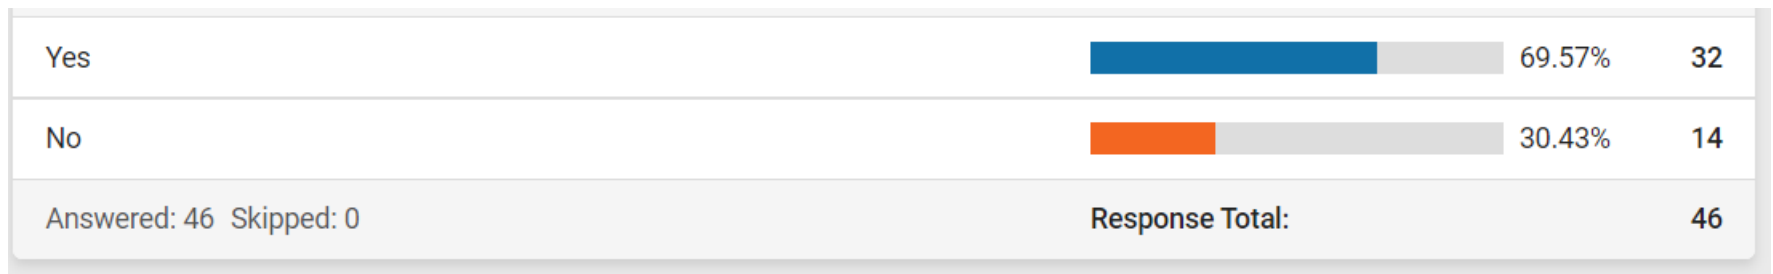 Yes 69.57% 32
No 30.43% 14
Answered: 46 Skipped: 0 Response Total: 46